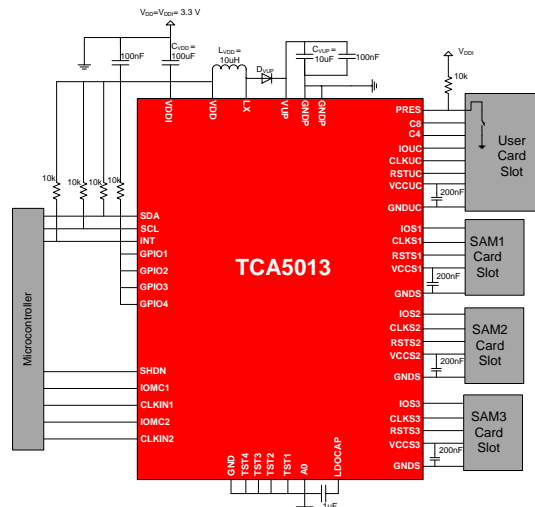 VDD=VDDI= 3.3 V
100nF
CVDD=
100uF
LVDD=
10uH
DVUP
CVUP=
10uF
100nF
VDDI
10k
VDDI
VDD
LX
VUP
GNDP
GNDP
PRES
C8
C4
IOUC
CLKUC
RSTUC
VCCUC
GNDUC
200nF
User
Card
Slot
10k
10k
10k
10k
Microcontroller
SDA
SCL
INT
GPIO1
GPIO2
GPIO3
GPIO4
TCA5013
IOS1
CLKS1
RSTS1
VCCS1
GNDS
200nF
SAM1
Card
Slot
IOS2
CLKS2
RSTS2
VCCS2
GNDS
200nF
SAM2
Card
Slot
SHDN
IOMC1
CLKIN1
IOMC2
CLKIN2
IOS3
CLKS3
RSTS3
VCCS3
GNDS
200nF
SAM3
Card
Slot
GND
TST4
TST3
TST2
TST1
A0
LDOCAP
1uF